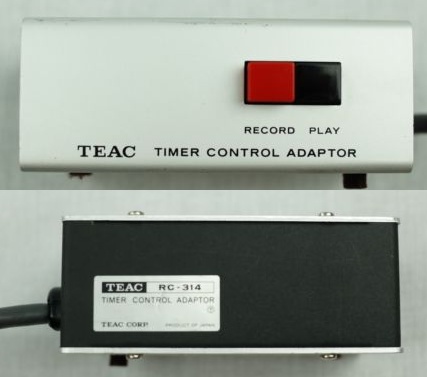 RECORD PLAY
TEAC TIMER CONTROL ADAPTOR
TEAC RC-314
TIMER CONTROL ADAPTOR
TEAC CORP. PRODUCT OF JAPAN